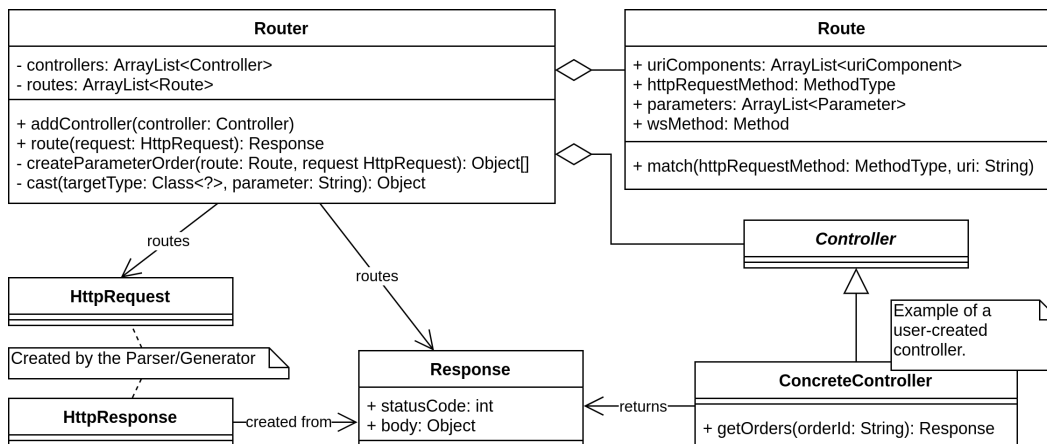 Router
- controllers: ArrayList<Controller>
- routes: ArrayList<Route>
+ addController(controller: Controller)
+ route(request: HttpRequest): Response
- createParameterOrder(route: Route, request HttpRequest): Object[]
- cast(targetType: Class<?>, parameter: String): Object
Route
+ uriComponents: ArrayList<uriComponent>
+ httpRequestMethod: MethodType
+ parameters: ArrayList<Parameter>
+ wsMethod: Method
+ match(httpRequestMethod: MethodType, uri: String)
Controller
routes
routes
HttpRequest
Example of a
user-created
controller.
Created by the Parser/Generator
Response
+ statusCode: int
+ body: Object
ConcreteController
+ getOrders(orderId: String): Response
returns
HttpResponse
created from